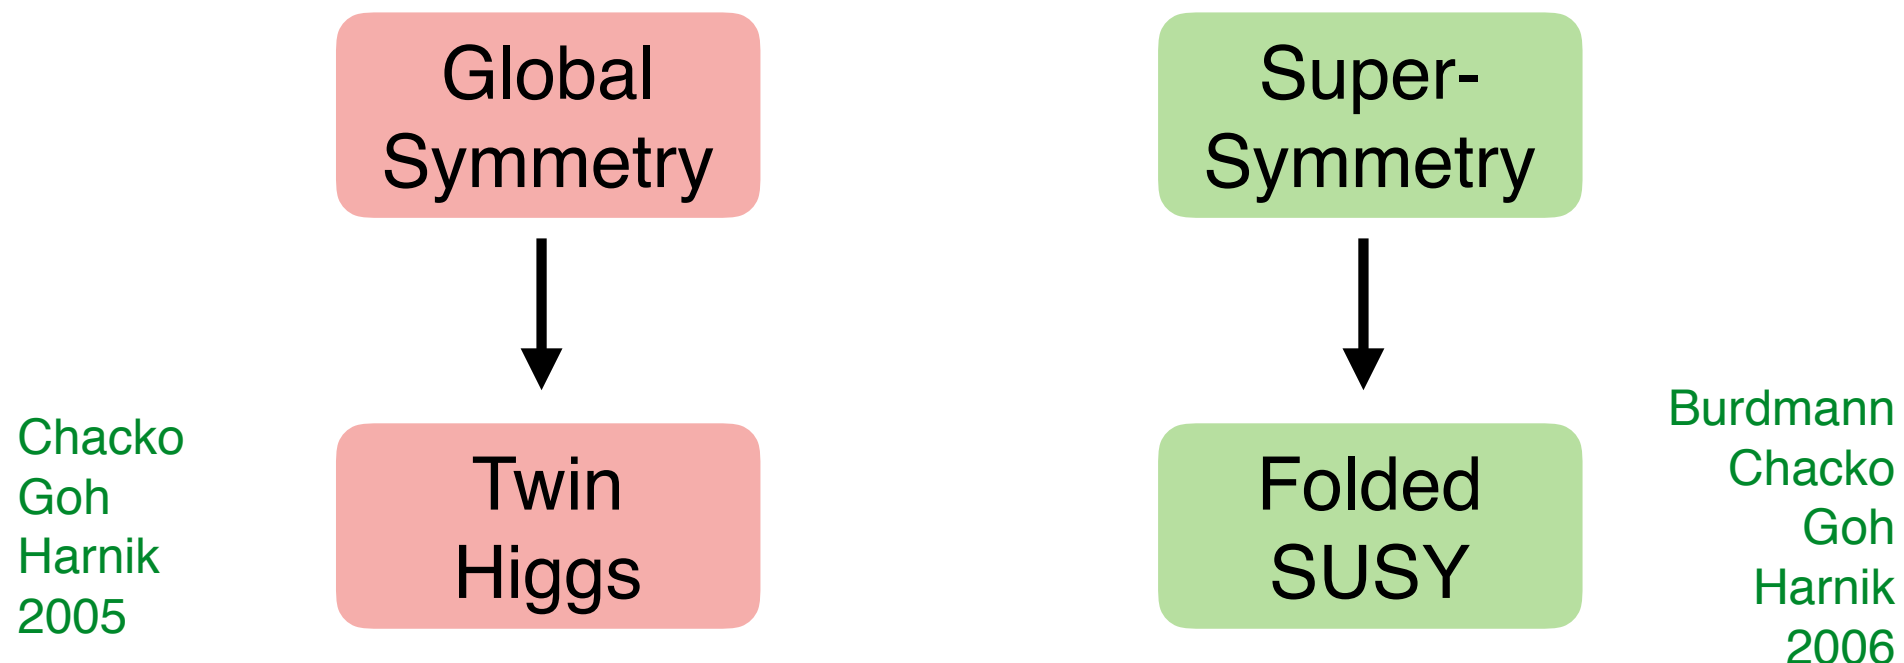 Global
Symmetry
Super-
Symmetry
Chacko
Goh
Harnik
2005
Twin
Higgs
Folded
SUSY
Burdmann
Chacko
Goh
Harnik
2006